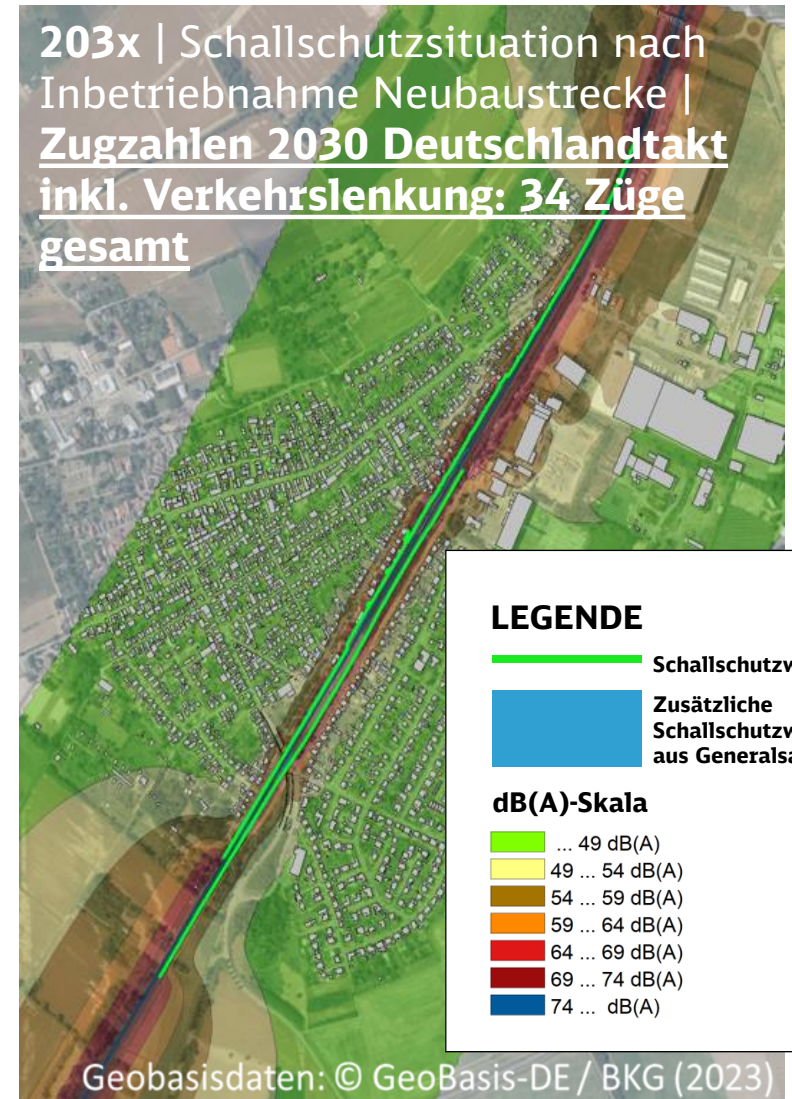 203x | Schallschutzsituation nach
Inbetriebnahme Neubaustrecke |
Zugzahlen 2030 Deutschlandtakt
inkl. Verkehrslenkung: 34 Züge
gesamt
LEGENDE
Zusätzliche
aus
dB(A)-Skala
... 49 dB(A)
49 ... 54 dB(A)
54 ... 59 dB(A)
59 ... 64 dB(A)
64 ... 69 dB(A)
69 ... 74 dB(A)
74 ... dB(A)
Geobasisdaten: © GeoBasis-DE / BKG (2023)